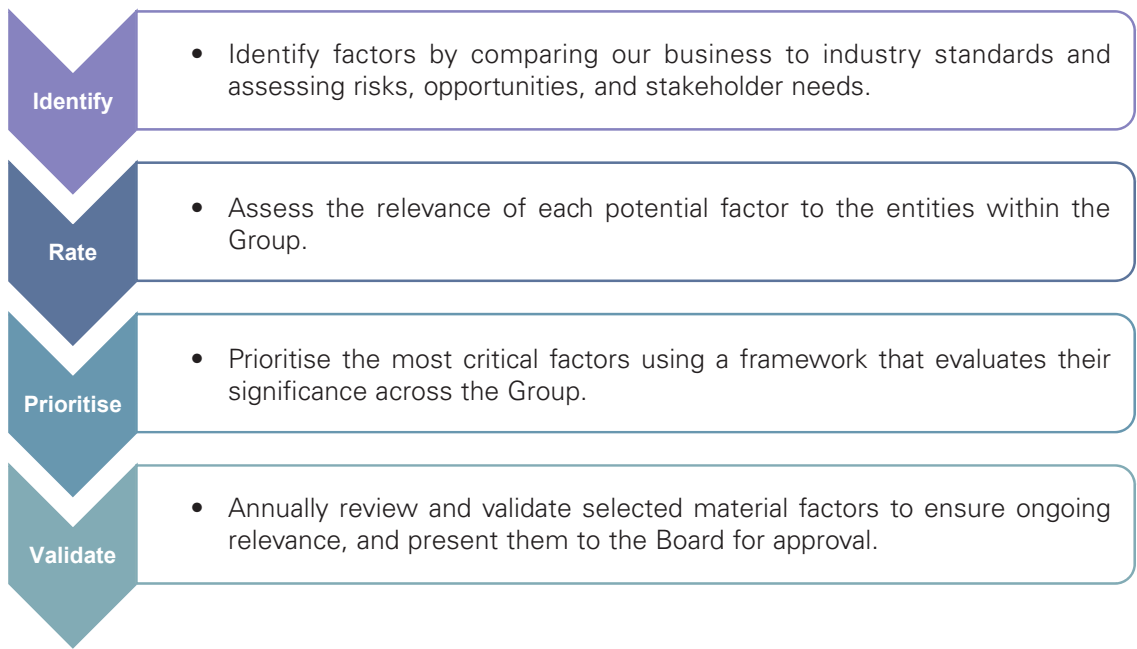 Identify
• Identify factors by comparing our business to industry standards and
assessing risks, opportunities, and stakeholder needs.
Rate
• Assess the relevance of each potential factor to the entities within the
Group.
Prioritise
• Prioritise the most critical factors using a framework that evaluates their
significance across the Group.
Validate
• Annually review and validate selected material factors to ensure ongoing
relevance, and present them to the Board for approval.